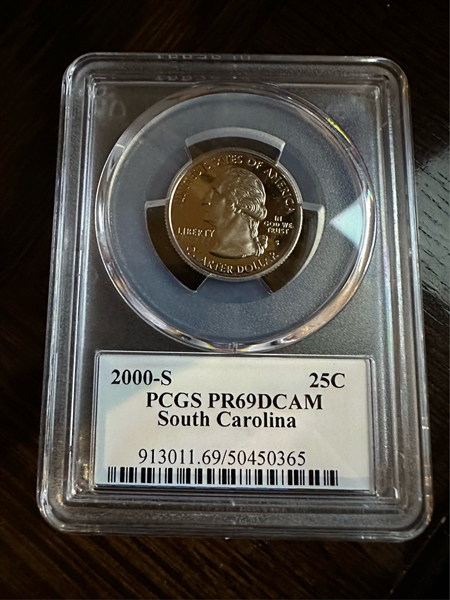 UNITED STATES OF AMERICA
LIBERTY
IN
GOD WE
TRUST
S
QUARTER DOLLAR
2000-S 25C
PCGS PR69DCAM
South Carolina
913011.69/50450365